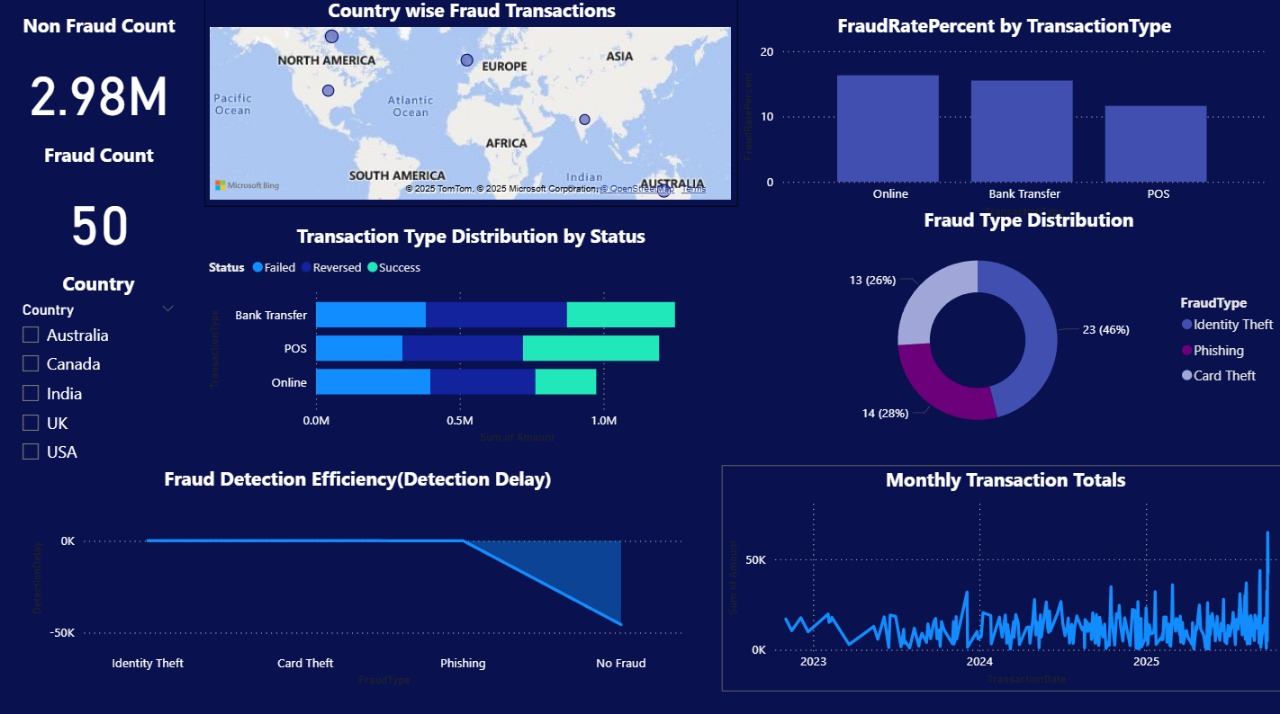 Non Fraud Count
2.98M
Fraud Count
50
Country
Country
Australia
Canada
India
UK
USA
Country wise Fraud Transactions
NORTH AMERICA
EUROPE
ASIA
Pacific
Ocean
Atlantic
Ocean
AFRICA
SOUTH AMERICA
Indian
AUSTRALIA
Microsoft Bing
© 2025 TomTom, © 2025 Microsoft Corporation, © OpenStreetMap Terms
FraudRatePercent by TransactionType
FraudRatePercent
20
10
0
Online
Bank Transfer
POS
Transaction Type Distribution by Status
Status Failed Reversed Success
TransactionType
Bank Transfer
POS
Online
0.0M
0.5M
1.0M
Sum of Amount
Fraud Type Distribution
13 (26%)
23 (46%)
14 (28%)
FraudType
Identity Theft
Phishing
Card Theft
Fraud Detection Efficiency(Detection Delay)
DetectionDelay
0K
-50K
Identity Theft
Card Theft
Phishing
No Fraud
FraudType
Monthly Transaction Totals
Sum of Amount
50K
0K
2023
2024
2025
TransactionDate